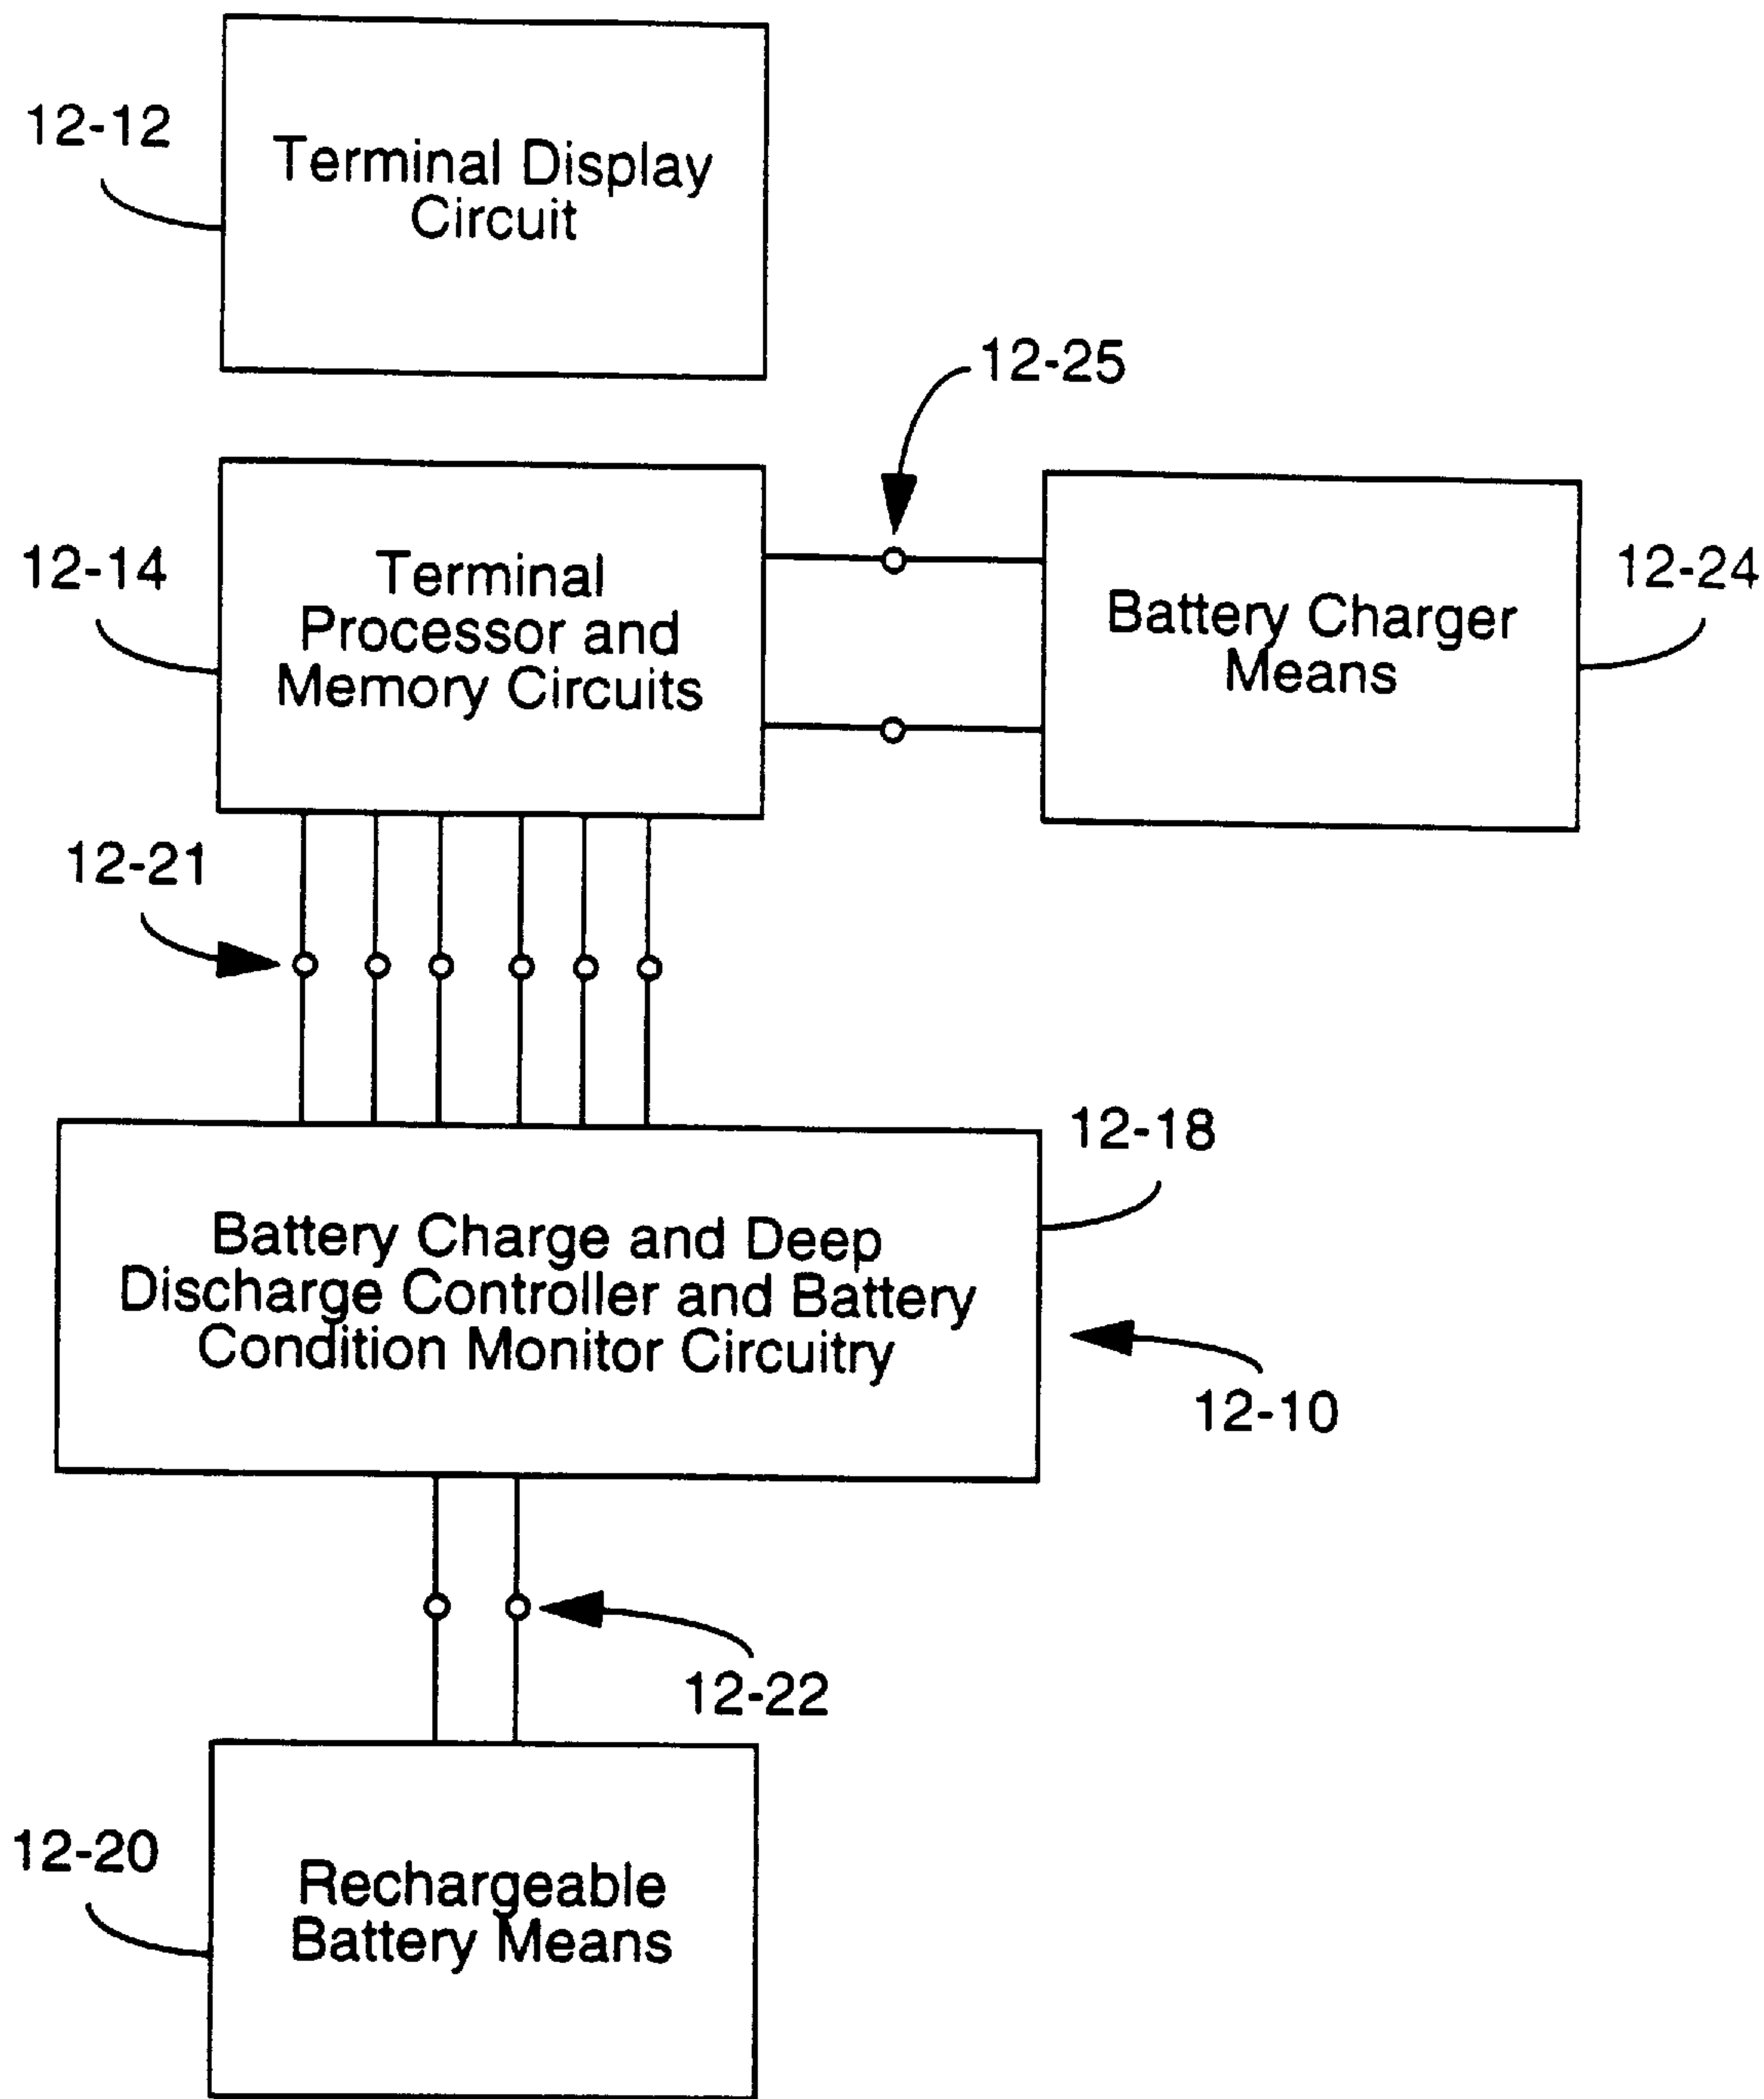 12-12
Terminal Display
Circuit
12-25
12-14
Terminal
Processor and
Memory Circuits
Battery Charger
Means
12-24
12-21
12-18
Battery Charge and Deep
Discharge Controller and Battery
Condition Monitor Circuitry
12-10
12-22
12-20
Rechargeable
Battery Means